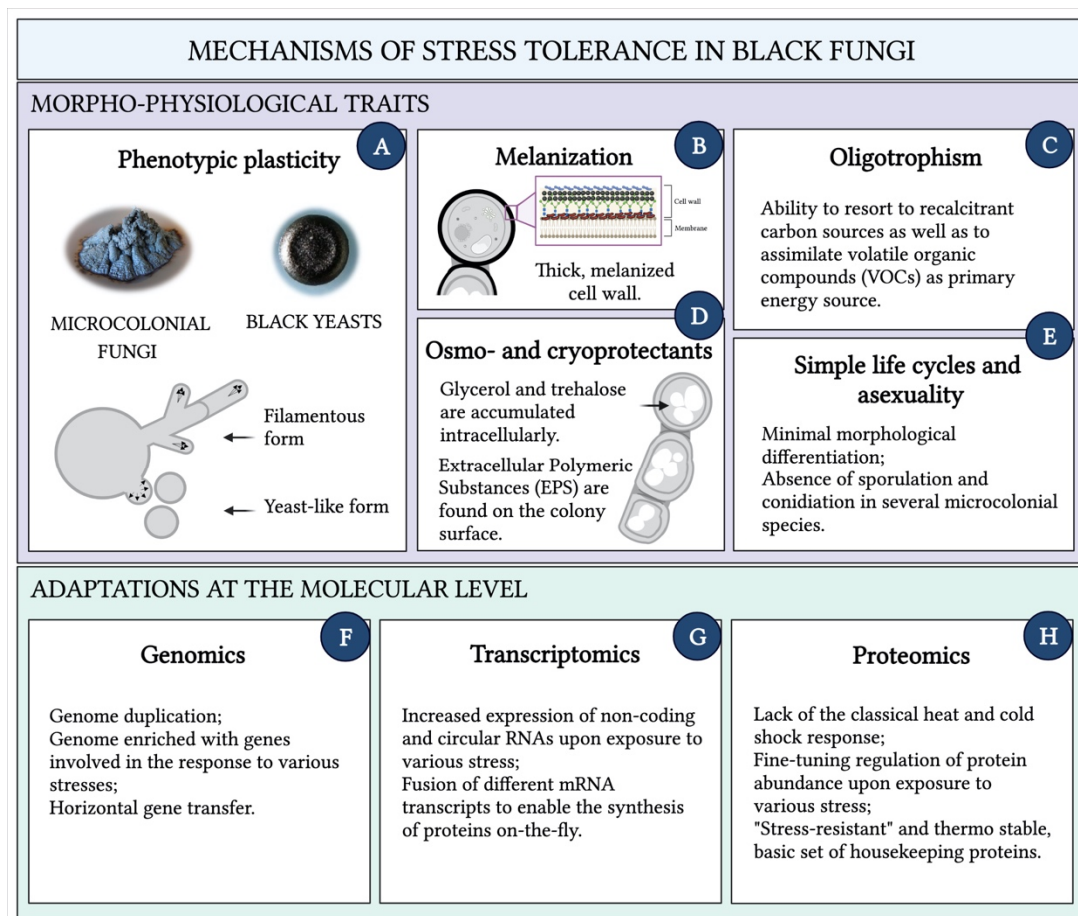 MECHANISMS OF STRESS TOLERANCE IN BLACK FUNGI
MORPHO-PHYSIOLOGICAL TRAITS
A
Phenotypic plasticity
MICROCOLONIAL
FUNGI
BLACK YEASTS
Filamentous
form
Yeast-like form
B
Melanization
Cell wall
Membrane
Thick, melanized
cell wall.
C
Oligotrophism
Ability to resort to recalcitrant
carbon sources as well as to
assimilate volatile organic
compounds (VOCs) as primary
energy source.
D
Osmo- and cryoprotectants
Glycerol and trehalose
are accumulated
intracellularly.
Extracellular Polymeric
Substances (EPS) are
found on the colony
surface.
E
Simple life cycles and
asexuality
Minimal morphological
differentiation;
Absence of sporulation and
conidiation in several microcolonial
species.
ADAPTATIONS AT THE MOLECULAR LEVEL
F
Genomics
Genome duplication;
Genome enriched with genes
involved in the response to various
stresses;
Horizontal gene transfer.
G
Transcriptomics
Increased expression of non-coding
and circular RNAs upon exposure to
various stress;
Fusion of different mRNA
transcripts to enable the synthesis
of proteins on-the-fly.
H
Proteomics
Lack of the classical heat and cold
shock response;
Fine-tuning regulation of protein
abundance upon exposure to
various stress;
"Stress-resistant" and thermo stable,
basic set of housekeeping proteins.